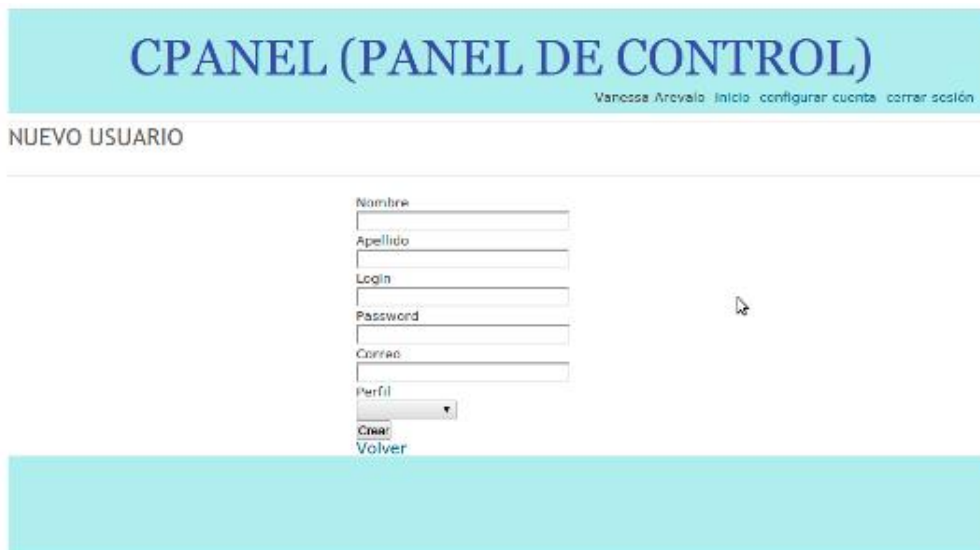 CPANEL (PANEL DE CONTROL)
Vanessa Arevalo inicio configurar cuenta cerrar sesión
NUEVO USUARIO
Nombre
Apellido
Login
Password
Correo
Perfil
Crear
Volver